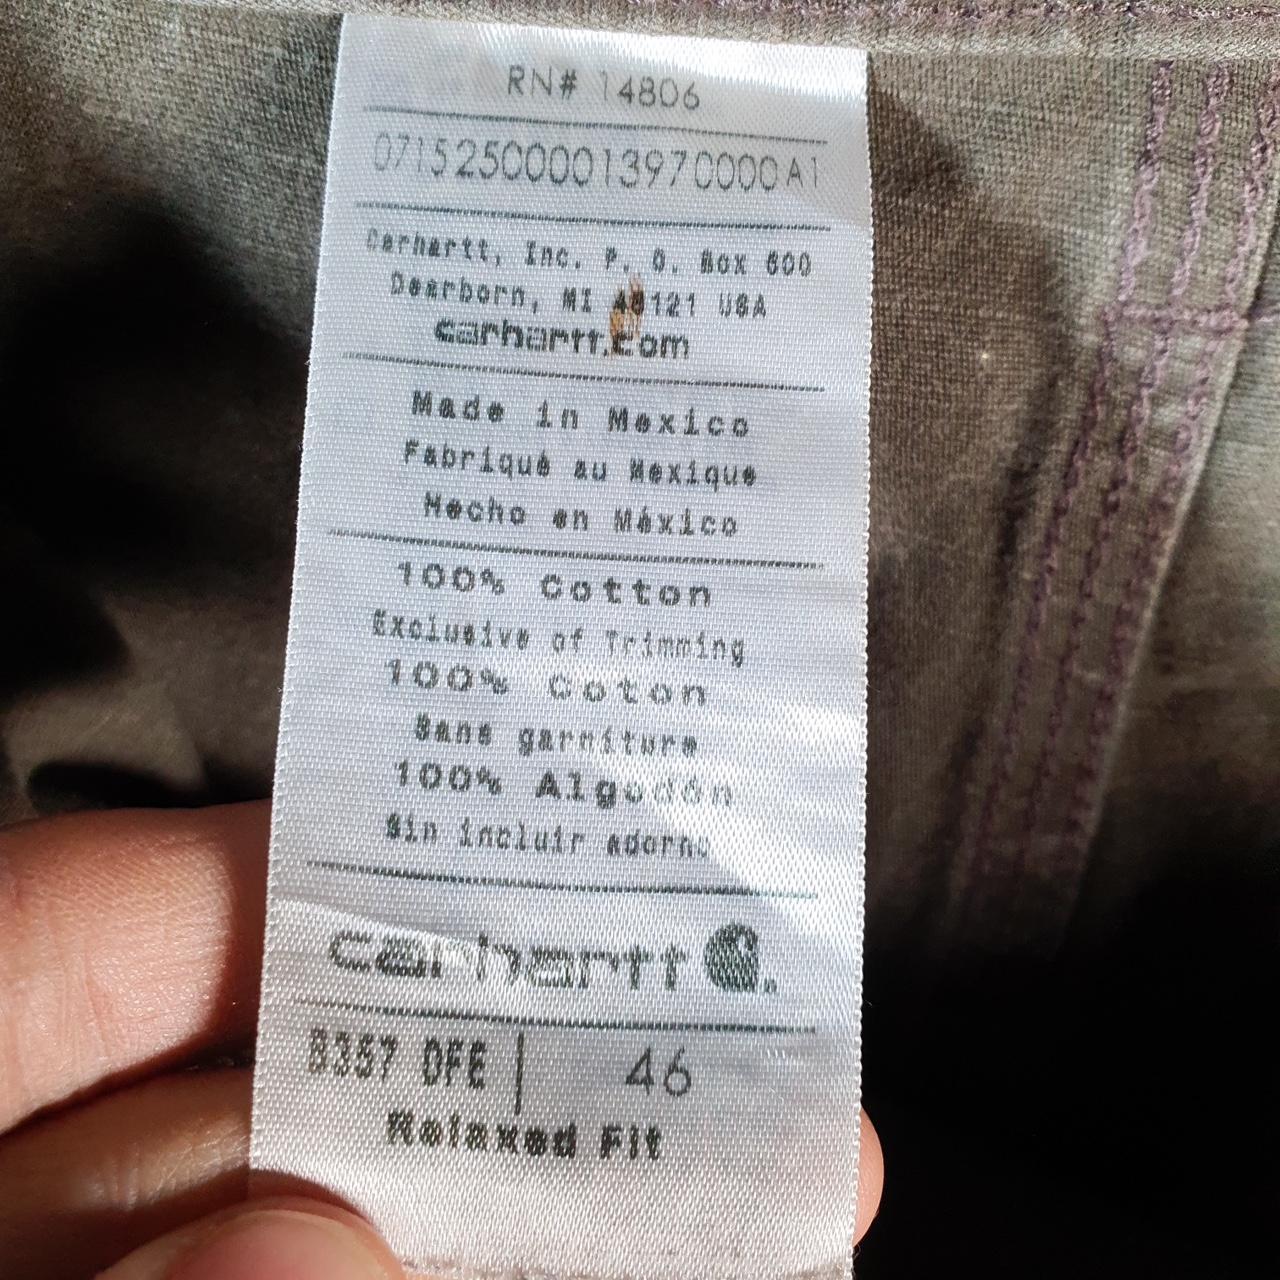 RN# 14806
0715250000139700000A1
Carhartt, Inc. P. O. Box 600
Dearborn, MI 48121 USA
carhartt.com
Made in Mexico
Fabriqué au Mexique
Hecho en México
100% Cotton
Exclusive of Trimming
100% Coton
Sans garniture
100% Algodón
Sin incluir adorno
carhartt
B357 DFE | 46
Relaxed Fit